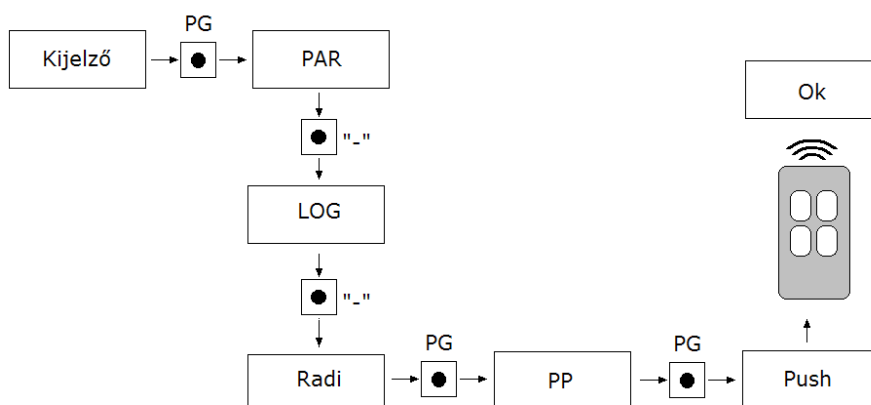 PG
Kijelző
PAR
"-"
LOG
"-"
Radi
PG
PP
PG
Push
Ok